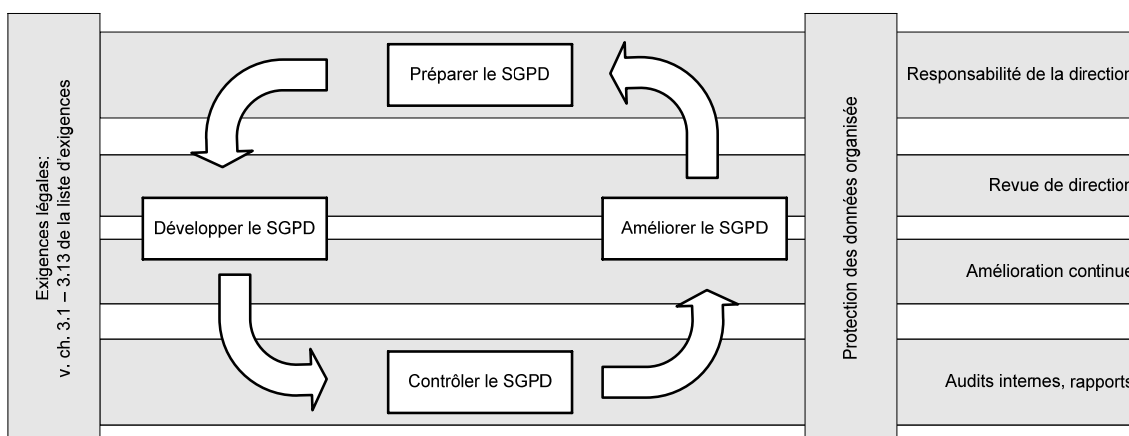 Exigences légales:
v. ch. 3.1 – 3.13 de la liste d'exigences
Préparer le SGPD
Développer le SGPD
Améliorer le SGPD
Contrôler le SGPD
Protection des données organisée
Responsabilité de la direction
Revue de direction
Amélioration continue
Audits internes, rapports